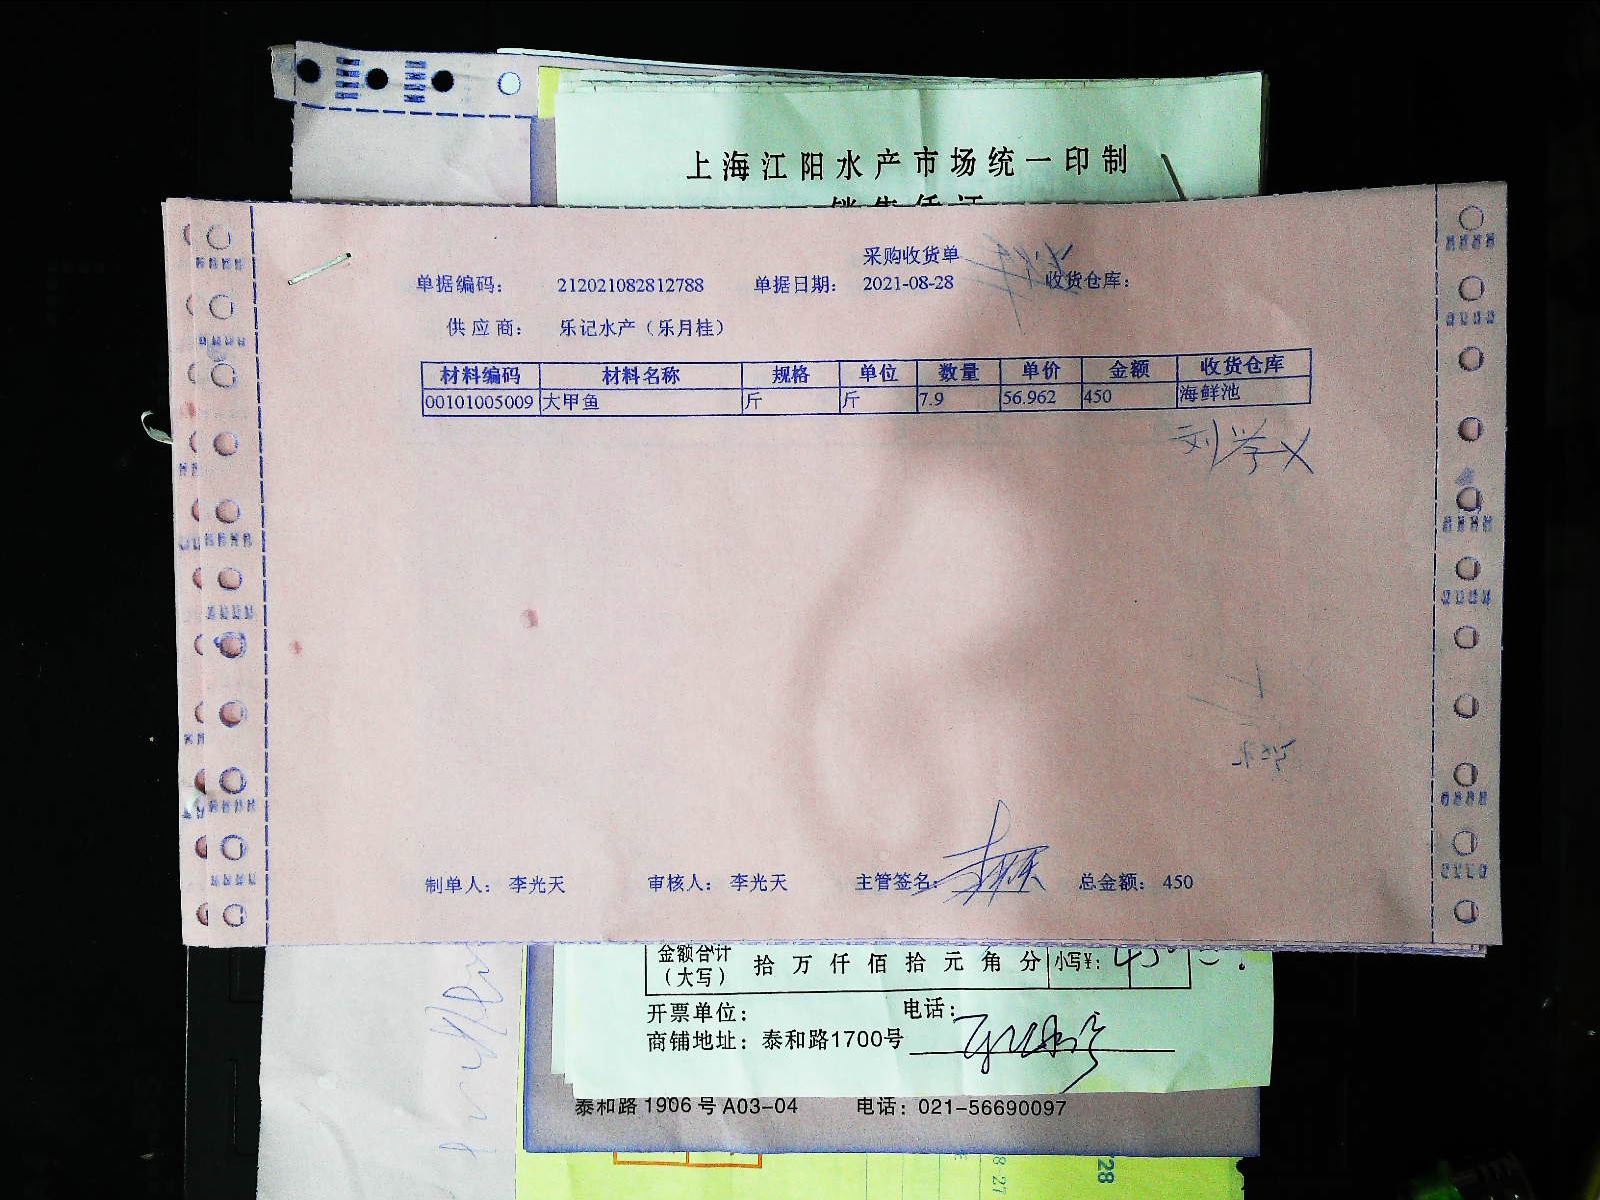 上海江阳水产市场统一印制
采购收货单
单据编码： 212021082812788 单据日期： 2021-08-28 收货仓库：
供应商： 乐记水产（乐月桂）
材料编码 材料名称 规格 单位 数量 单价 金额 收货仓库
00101005009 大甲鱼 斤 斤 7.9 56.962 450 海鲜池
刘学义
制单人： 李光天 审核人： 李光天 主管签名： 总金额： 450
金额合计
（大写） 拾万仟佰拾元角分 小写¥：
开票单位： 电话：
商铺地址：泰和路1700号
泰和路1906号A03-04 电话：021-56690097